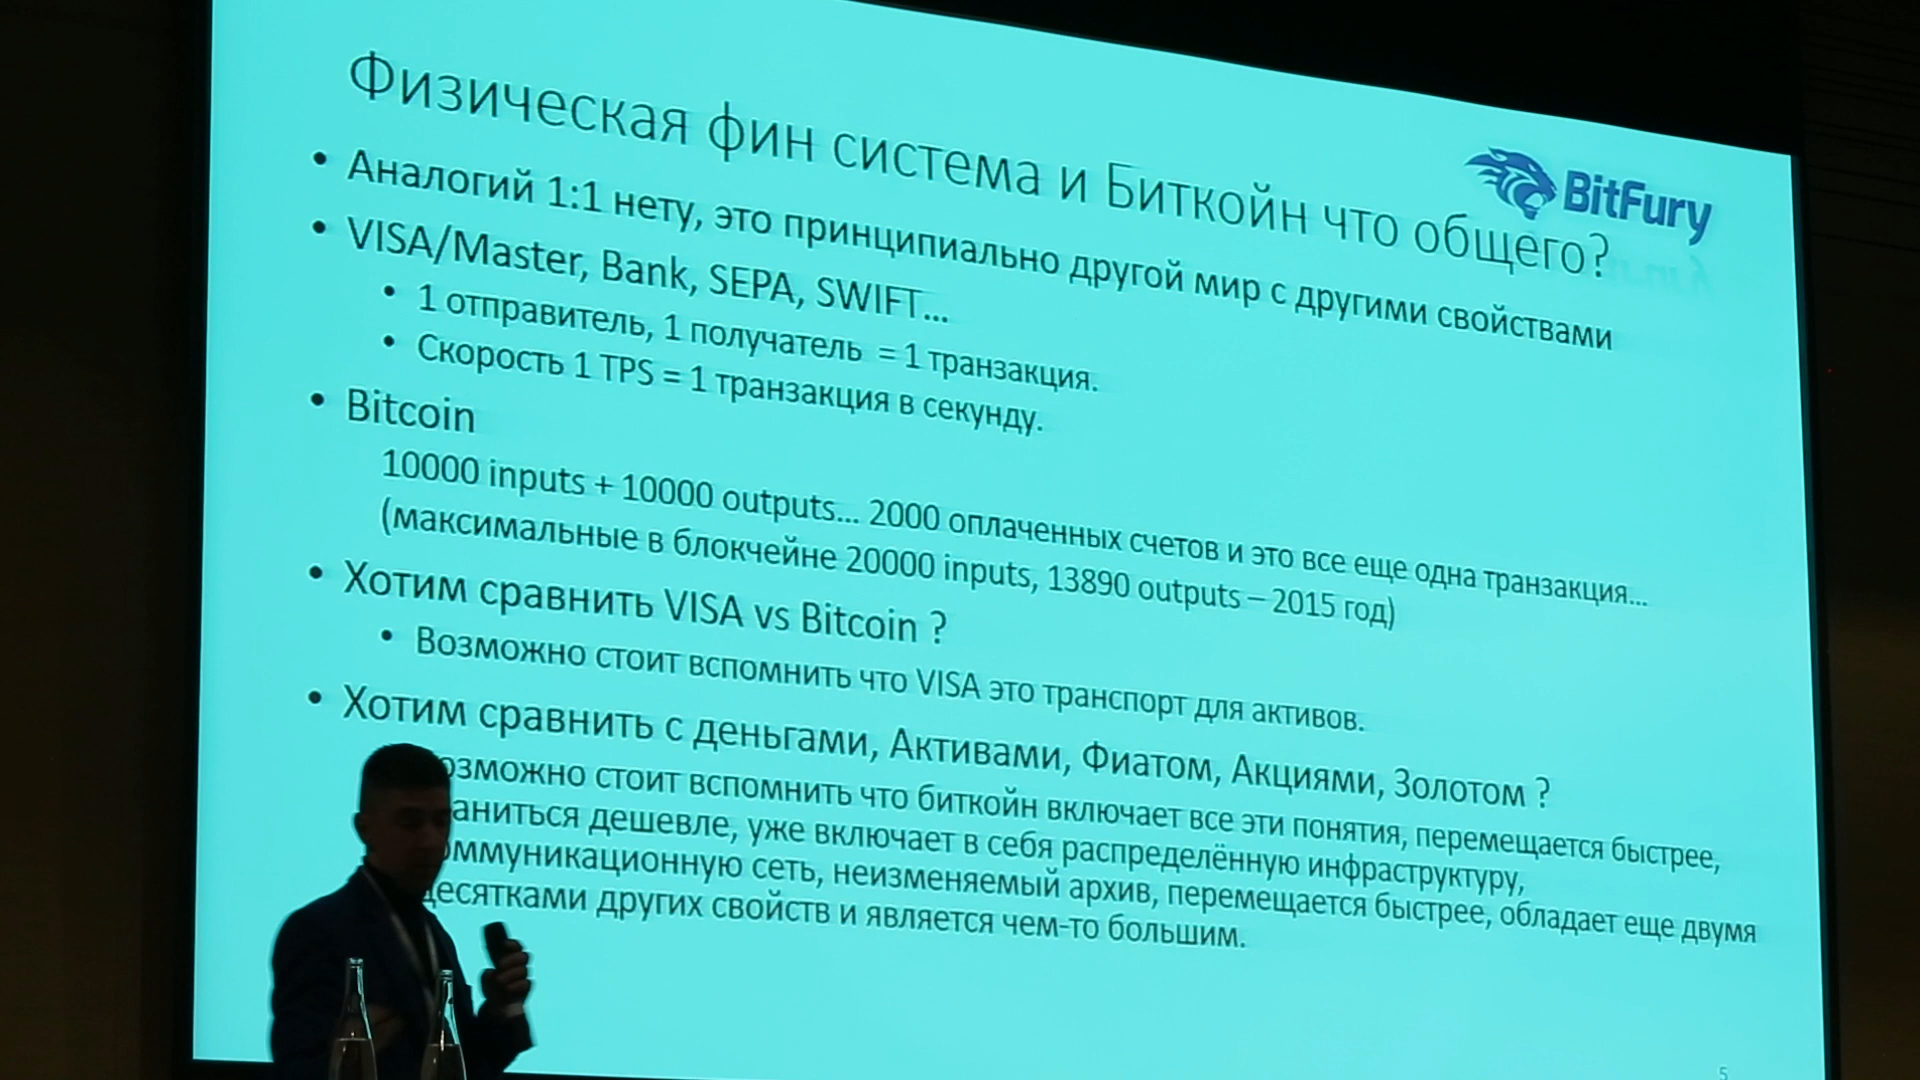 Физическая фин система и Биткойн что общего?
BitFury
• Аналогий 1:1 нету, это принципиально другой мир с другими свойствами
• VISA/Master, Bank, SEPA, SWIFT...
• 1 отправитель, 1 получатель = 1 транзакция.
• Скорость 1 TPS = 1 транзакция в секунду.
• Bitcoin
10000 inputs + 10000 outputs... 2000 оплаченных счетов и это все еще одна транзакция...
(максимальные в блокчейне 20000 inputs, 13890 outputs – 2015 год)
• Хотим сравнить VISA vs Bitcoin ?
• Возможно стоит вспомнить что VISA это транспорт для активов.
• Хотим сравнить с деньгами, Активами, Фиатом, Акциями, Золотом ?
озможно стоит вспомнить что биткойн включает все эти понятия, перемещается быстрее,
аниться дешевле, уже включает в себя распределённую инфраструктуру,
оммуникационную сеть, неизменяемый архив, перемещается быстрее, обладает еще двумя
десятками других свойств и является чем-то большим.
5